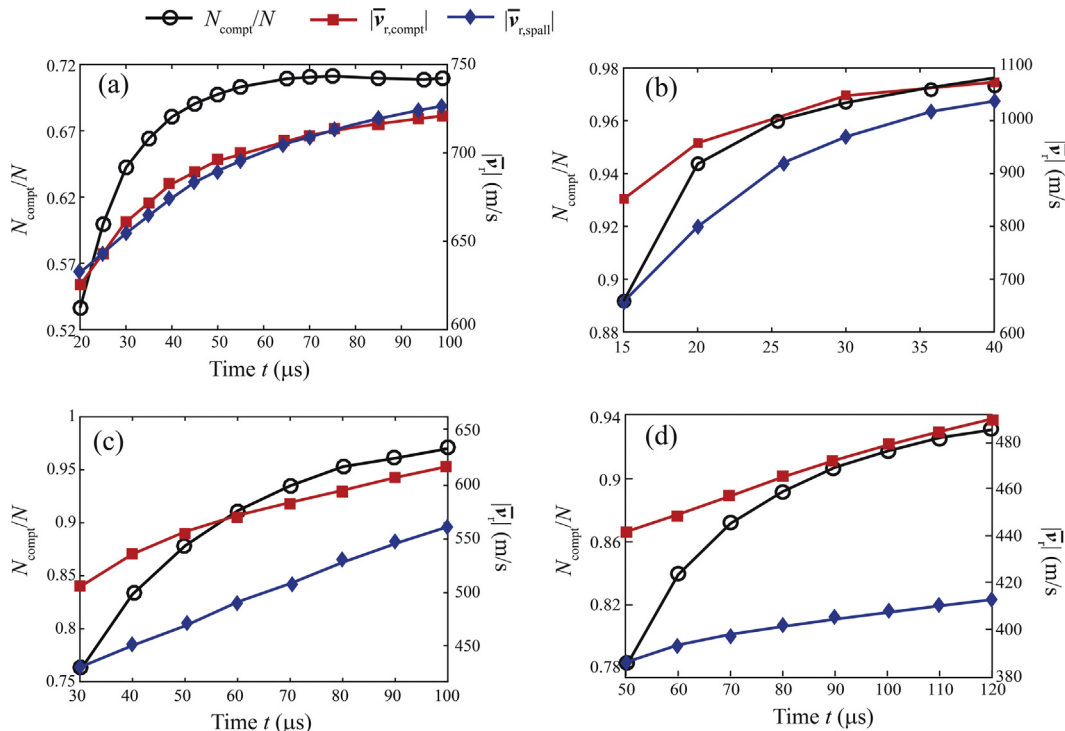 N_compt/N |v̅_r,compt| |v̅_r,spall|
(a)
N_compt/N
0.72
0.67
0.62
0.57
0.52
20 30 40 50 60 70 80 90 100
Time t (μs)
750
700
650
600
|v̅_r| (m/s)
(b)
N_compt/N
0.98
0.96
0.94
0.92
0.9
0.88
15 20 25 30 35 40
Time t (μs)
1100
1000
900
800
700
600
|v̅_r| (m/s)
(c)
N_compt/N
1
0.95
0.9
0.85
0.8
0.75
30 40 50 60 70 80 90 100
Time t (μs)
650
600
550
500
450
|v̅_r| (m/s)
(d)
N_compt/N
0.94
0.9
0.86
0.82
0.78
50 60 70 80 90 100 110 120
Time t (μs)
480
460
440
420
400
380
|v̅_r| (m/s)